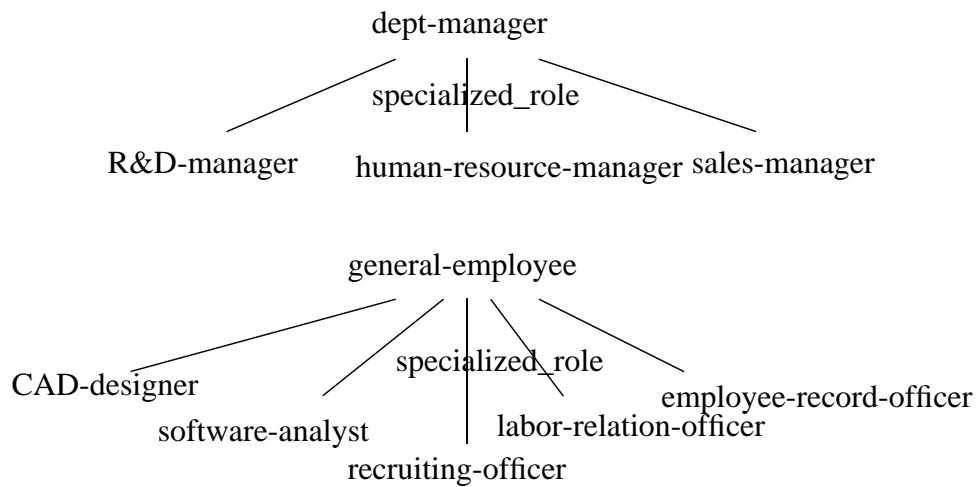 dept-manager
specialized_role
R&D-manager
human-resource-manager
sales-manager
general-employee
specialized_role
CAD-designer
employee-record-officer
software-analyst
labor-relation-officer
recruiting-officer